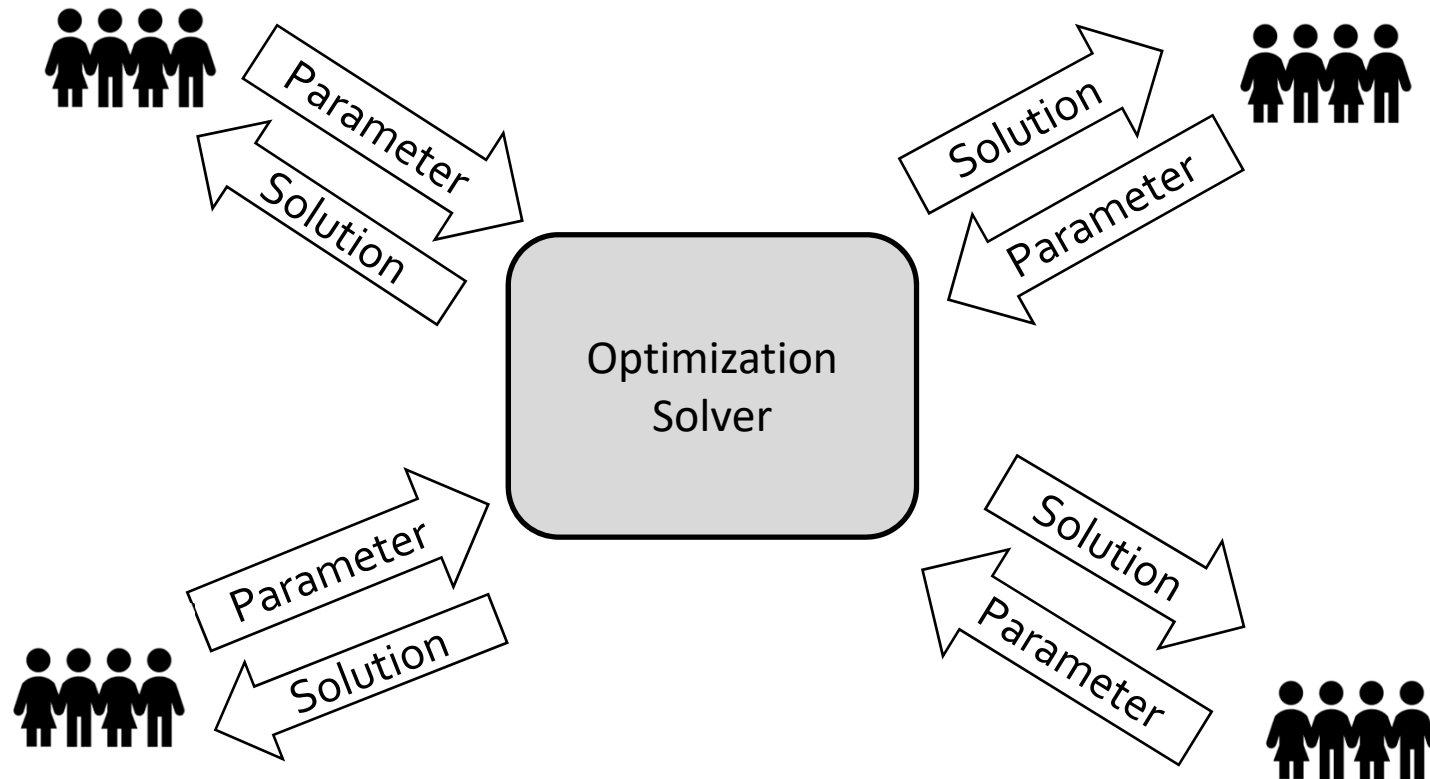 Parameter
Solution
Solution
Parameter
Optimization
Solver
Parameter
Solution
Solution
Parameter